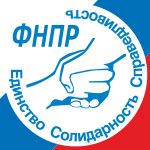 ФНПР
Единство Солидарность Справедливость